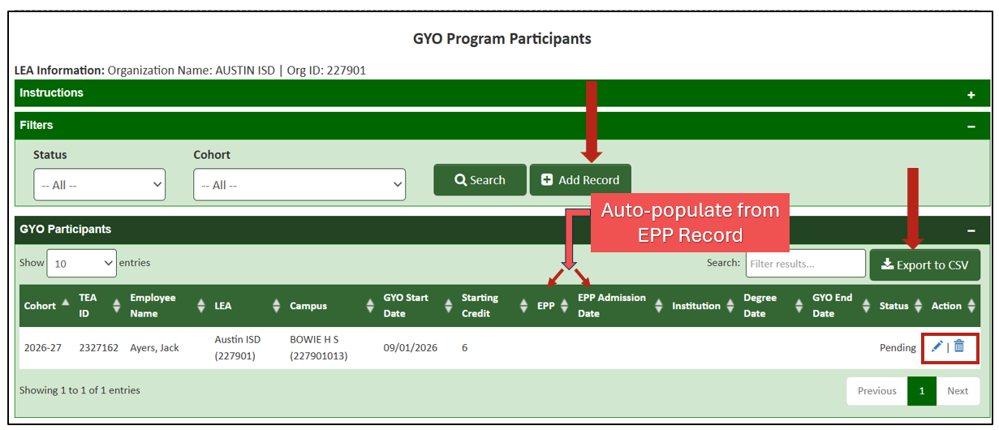 GYO Program Participants
LEA Information: Organization Name: AUSTIN ISD | Org ID: 227901
Instructions +
Filters −
Status Cohort
-- All -- -- All -- Search Add Record
Auto-populate from
EPP Record
GYO Participants −
Show 10 entries Search: Filter results... Export to CSV
Cohort TEA ID Employee Name LEA Campus GYO Start Date Starting Credit EPP EPP Admission Date Institution Degree Date GYO End Date Status Action
2026-27 2327162 Ayers, Jack Austin ISD (227901) BOWIE H S (227901013) 09/01/2026 6 Pending |
Showing 1 to 1 of 1 entries Previous 1 Next